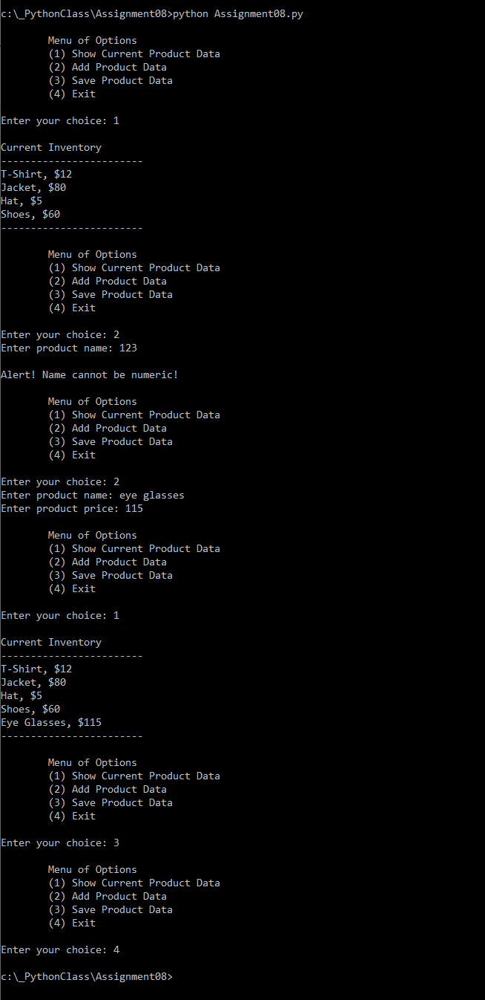 c:\_PythonClass\Assignment08>python Assignment08.py
Menu of Options
(1) Show Current Product Data
(2) Add Product Data
(3) Save Product Data
(4) Exit
Enter your choice: 1
Current Inventory
------------------------
T-Shirt, $12
Jacket, $80
Hat, $5
Shoes, $60
------------------------
Menu of Options
(1) Show Current Product Data
(2) Add Product Data
(3) Save Product Data
(4) Exit
Enter your choice: 2
Enter product name: 123
Alert! Name cannot be numeric!
Menu of Options
(1) Show Current Product Data
(2) Add Product Data
(3) Save Product Data
(4) Exit
Enter your choice: 2
Enter product name: eye glasses
Enter product price: 115
Menu of Options
(1) Show Current Product Data
(2) Add Product Data
(3) Save Product Data
(4) Exit
Enter your choice: 1
Current Inventory
------------------------
T-Shirt, $12
Jacket, $80
Hat, $5
Shoes, $60
Eye Glasses, $115
------------------------
Menu of Options
(1) Show Current Product Data
(2) Add Product Data
(3) Save Product Data
(4) Exit
Enter your choice: 3
Menu of Options
(1) Show Current Product Data
(2) Add Product Data
(3) Save Product Data
(4) Exit
Enter your choice: 4
c:\_PythonClass\Assignment08>